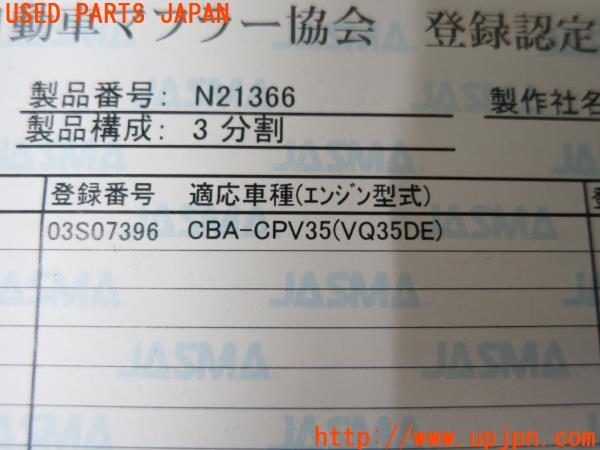 USED PARTS JAPAN
動車マフラー協会 登録認定
製品番号: N21366
製作社名
製品構成: 3 分割
登録番号 適応車種(エンジン型式)
03S07396 CBA-CPV35(VQ35DE)
http://www.upjpn.com/